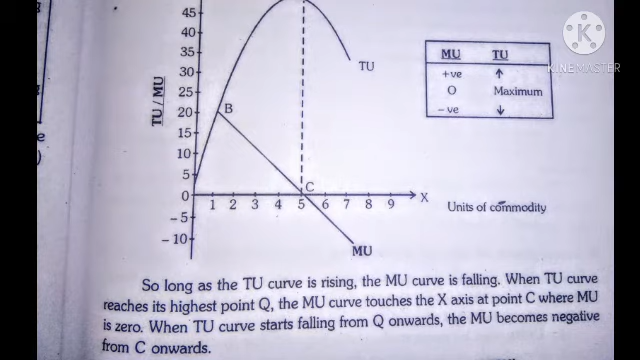 45
40
35
30
25
20
15
10
5
0
– 5
– 10
TU / MU
B
TU
C
1 2 3 4 5 6 7 8 9 X
MU
MU TU
+ve ↑
O Maximum
– ve ↓
KINEMASTER
Units of commodity
So long as the TU curve is rising, the MU curve is falling. When TU curve
reaches its highest point Q, the MU curve touches the X axis at point C where MU
is zero. When TU curve starts falling from Q onwards, the MU becomes negative
from C onwards.
e
)